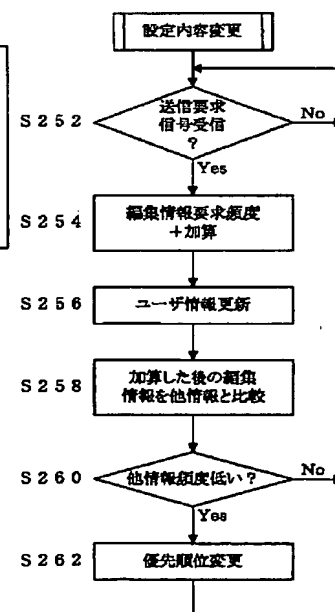 設定内容変更
送信要求
信号受信
?
No
S252
Yes
編集情報要求頻度
+加算
S254
ユーザ情報更新
S256
加算した後の編集
情報を他情報と比較
S258
他情報頻度低い?
No
S260
Yes
優先順位変更
S262